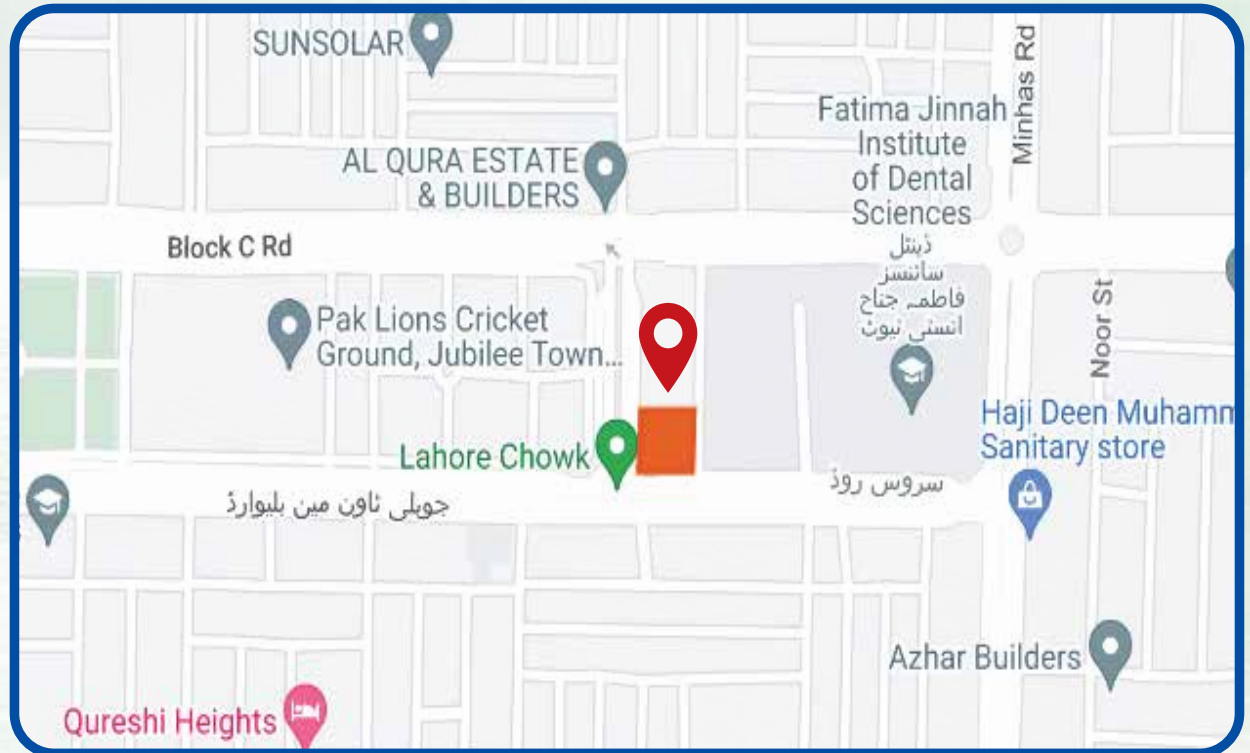 SUNSOLAR
Minhas Rd
Fatima Jinnah
Institute
of Dental
Sciences
ڈینٹل
سائنسز
فاطمہ جناح
انسٹی ٹیوٹ
AL QURA ESTATE
& BUILDERS
Block C Rd
Pak Lions Cricket
Ground, Jubilee Town...
Noor St
Haji Deen Muhamm
Sanitary store
Lahore Chowk
سروس روڈ
جوبلی ٹاون مین بلیوارڈ
Azhar Builders
Qureshi Heights